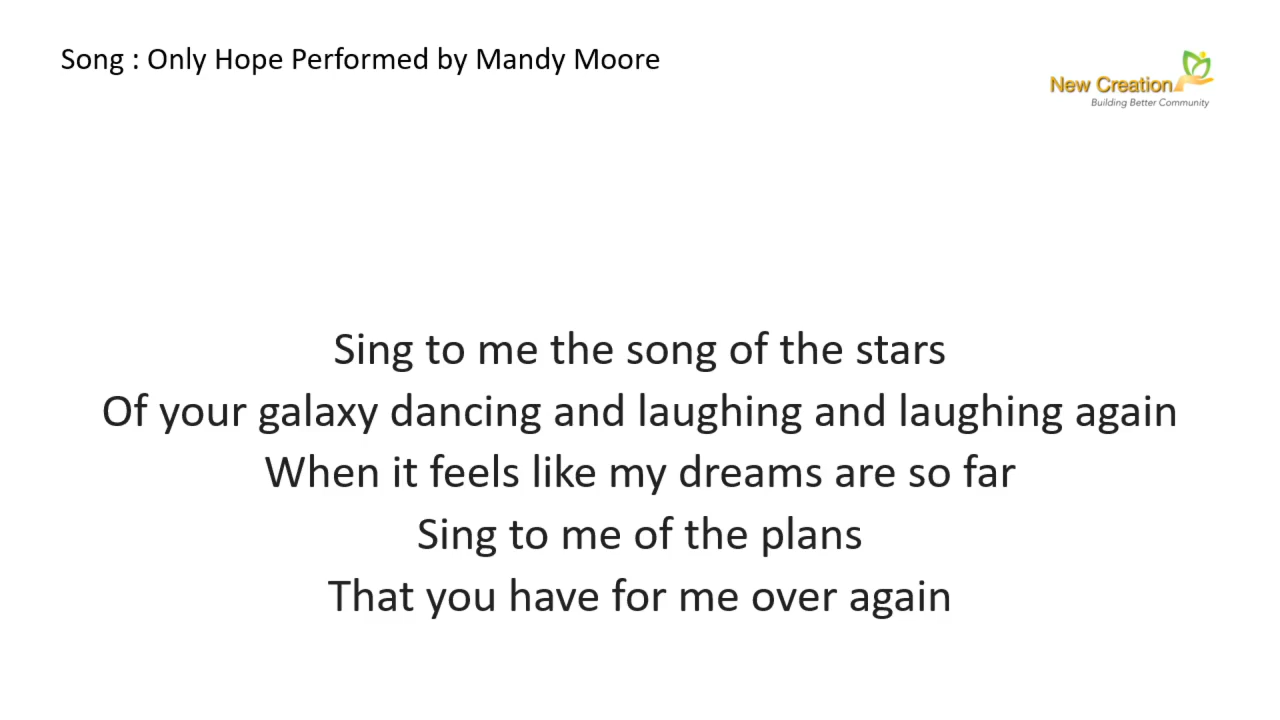 Song : Only Hope Performed by Mandy Moore
New Creation
Building Better Community
Sing to me the song of the stars
Of your galaxy dancing and laughing and laughing again
When it feels like my dreams are so far
Sing to me of the plans
That you have for me over again